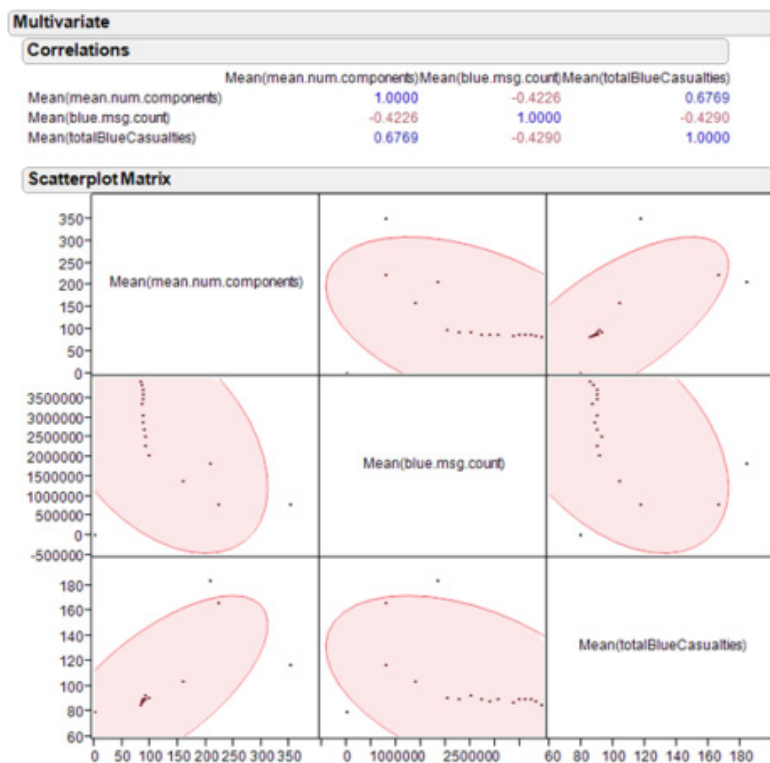 Multivariate
Correlations
Mean(mean.num.components) Mean(blue.msg.count) Mean(totalBlueCasualties)
Mean(mean.num.components) 1.0000 -0.4226 0.6769
Mean(blue.msg.count) -0.4226 1.0000 -0.4290
Mean(totalBlueCasualties) 0.6769 -0.4290 1.0000
Scatterplot Matrix
350
300
250
200
150
100
50
0
Mean(mean.num.components)
3500000
3000000
2500000
2000000
1500000
1000000
500000
0
-500000
Mean(blue.msg.count)
180
160
140
120
100
80
60
Mean(totalBlueCasualties)
0 50 100 150 200 250 300 350 0 1000000 2500000 60 80 100 120 140 160 180